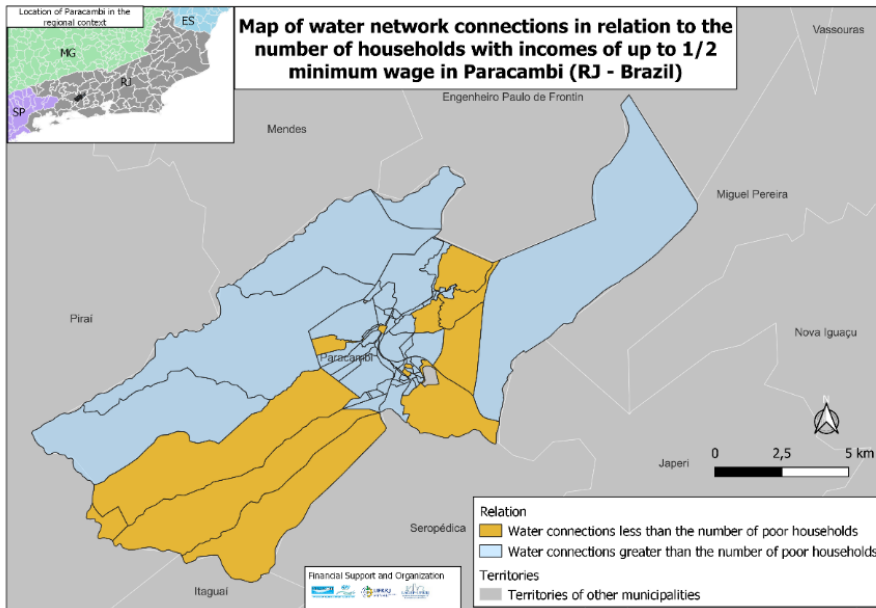 Location of Paracambi in the
regional context
ES
MG
RJ
SP
Map of water network connections in relation to the
number of households with incomes of up to 1/2
minimum wage in Paracambi (RJ - Brazil)
Vassouras
Engenheiro Paulo de Frontin
Mendes
Miguel Pereira
Piraí
Nova Iguaçu
Paracambi
N
Japeri
0 2,5 5 km
Seropédica
Itaguaí
Relation
Water connections less than the number of poor households
Water connections greater than the number of poor households
Territories
Territories of other municipalities
Financial Support and Organization